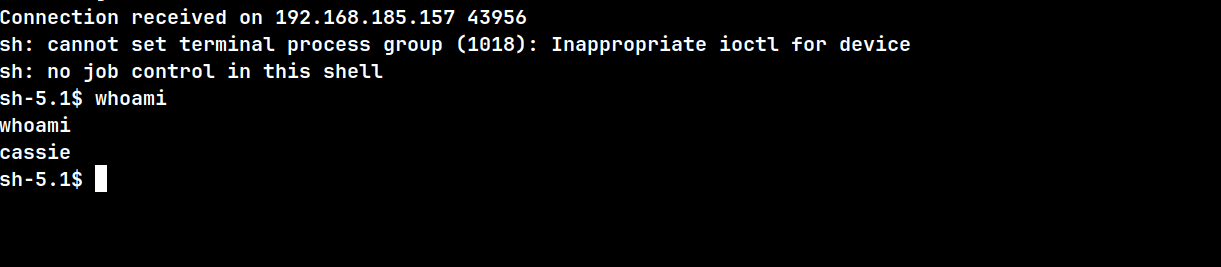 Connection received on 192.168.185.157 43956
sh: cannot set terminal process group (1018): Inappropriate ioctl for device
sh: no job control in this shell
sh-5.1$ whoami
whoami
cassie
sh-5.1$